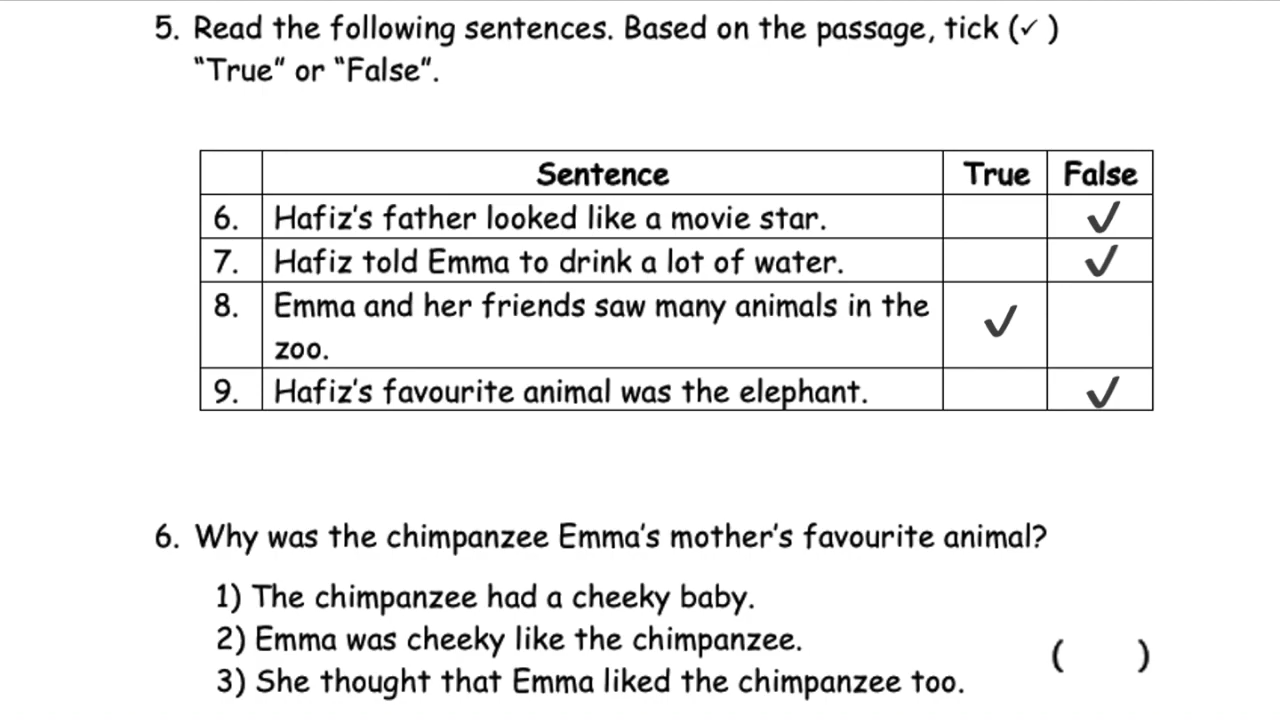 5. Read the following sentences. Based on the passage, tick (✓ )
“True” or “False”.
Sentence True False
6. Hafiz's father looked like a movie star. ✓
7. Hafiz told Emma to drink a lot of water. ✓
8. Emma and her friends saw many animals in the ✓
zoo.
9. Hafiz's favourite animal was the elephant. ✓
6. Why was the chimpanzee Emma's mother's favourite animal?
1) The chimpanzee had a cheeky baby.
2) Emma was cheeky like the chimpanzee.
3) She thought that Emma liked the chimpanzee too. ( )